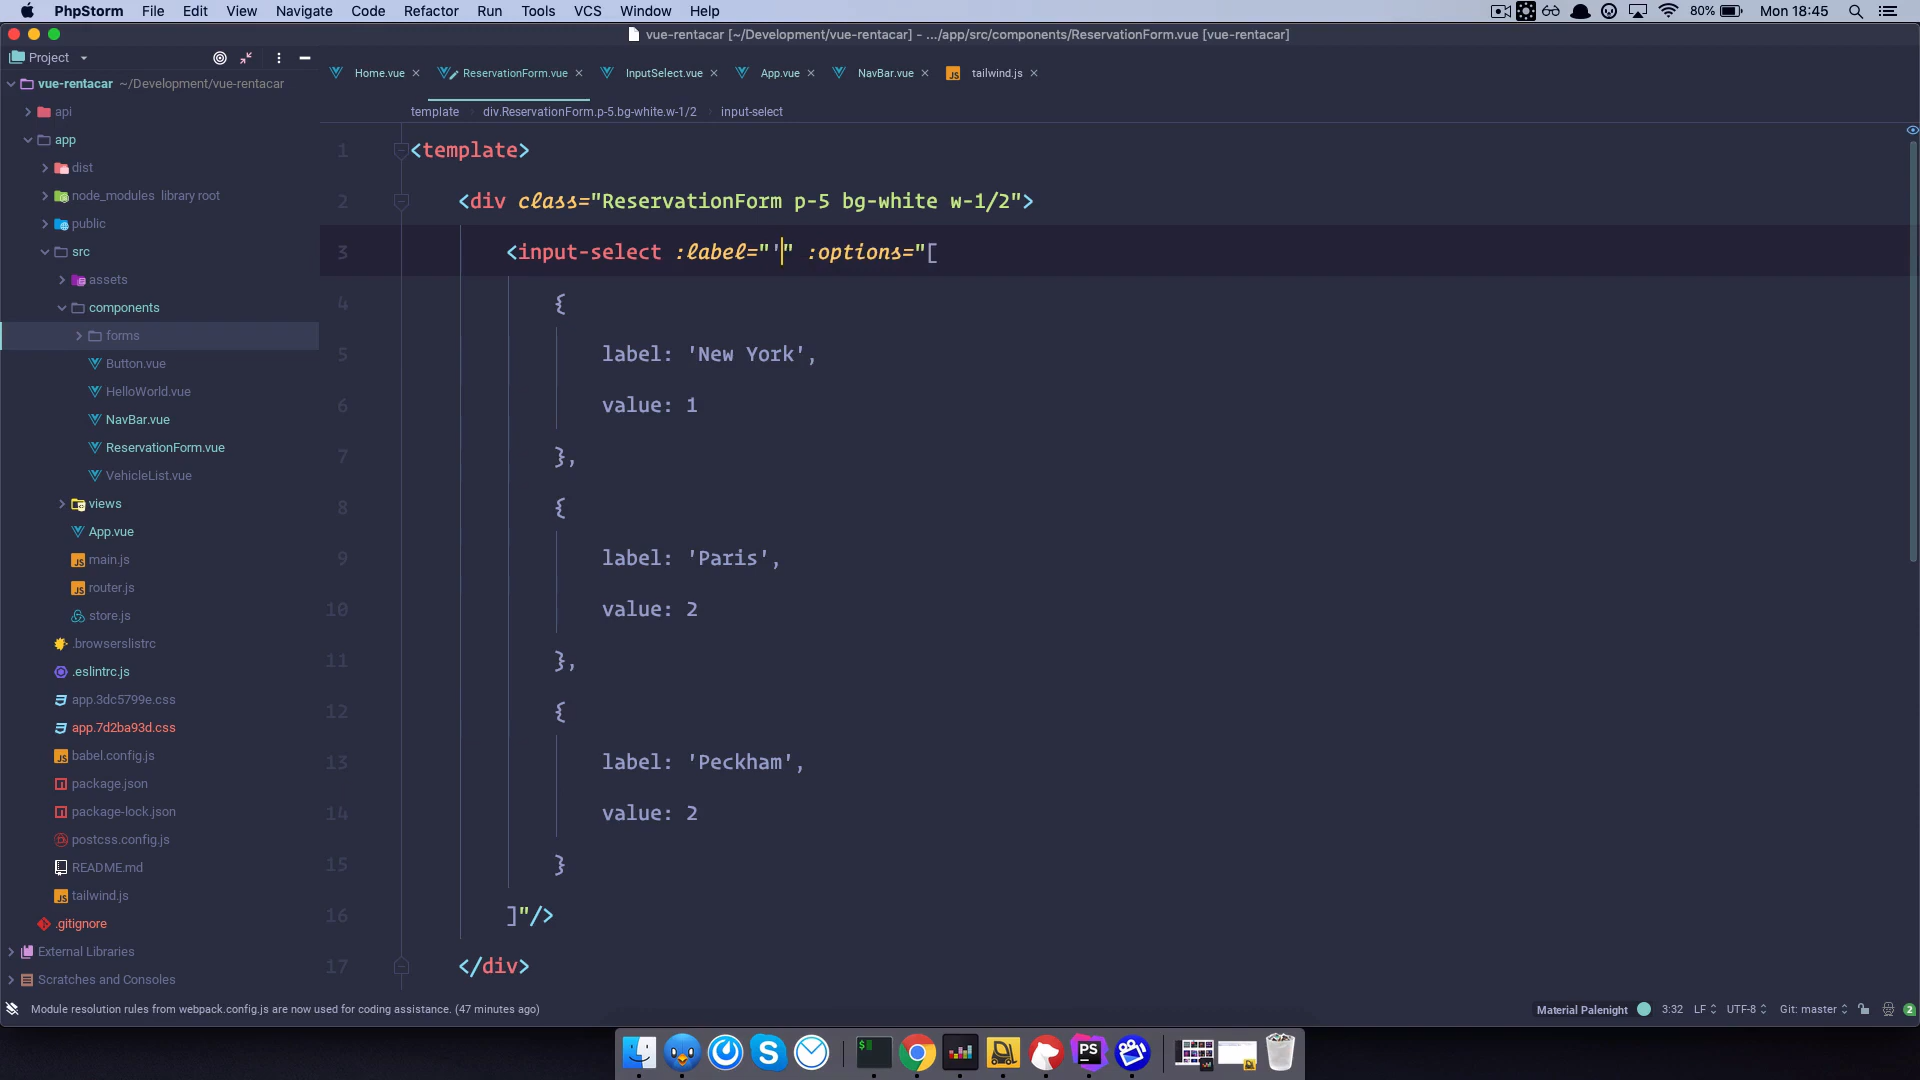 PhpStorm File Edit View Navigate Code Refactor Run Tools VCS Window Help 80% Mon 18:45
vue-rentacar [~/Development/vue-rentacar] - .../app/src/components/ReservationForm.vue [vue-rentacar]
Project
Home.vue ReservationForm.vue InputSelect.vue App.vue NavBar.vue tailwind.js
template div.ReservationForm.p-5.bg-white.w-1/2 input-select
vue-rentacar ~/Development/vue-rentacar
api
app
dist
node_modules library root
public
src
assets
components
forms
Button.vue
HelloWorld.vue
NavBar.vue
ReservationForm.vue
VehicleList.vue
views
App.vue
main.js
router.js
store.js
.browserslistrc
.eslintrc.js
app.3dc5799e.css
app.7d2ba93d.css
babel.config.js
package.json
package-lock.json
postcss.config.js
README.md
tailwind.js
.gitignore
External Libraries
Scratches and Consoles
1 <template>
2 <div class="ReservationForm p-5 bg-white w-1/2">
3 <input-select :label="'" :options="[
4 {
5 label: 'New York',
6 value: 1
7 },
8 {
9 label: 'Paris',
10 value: 2
11 },
12 {
13 label: 'Peckham',
14 value: 2
15 }
16 ]"/>
17 </div>
Module resolution rules from webpack.config.js are now used for coding assistance. (47 minutes ago)
Material Palenight 3:32 LF UTF-8 Git: master 2
$
PS